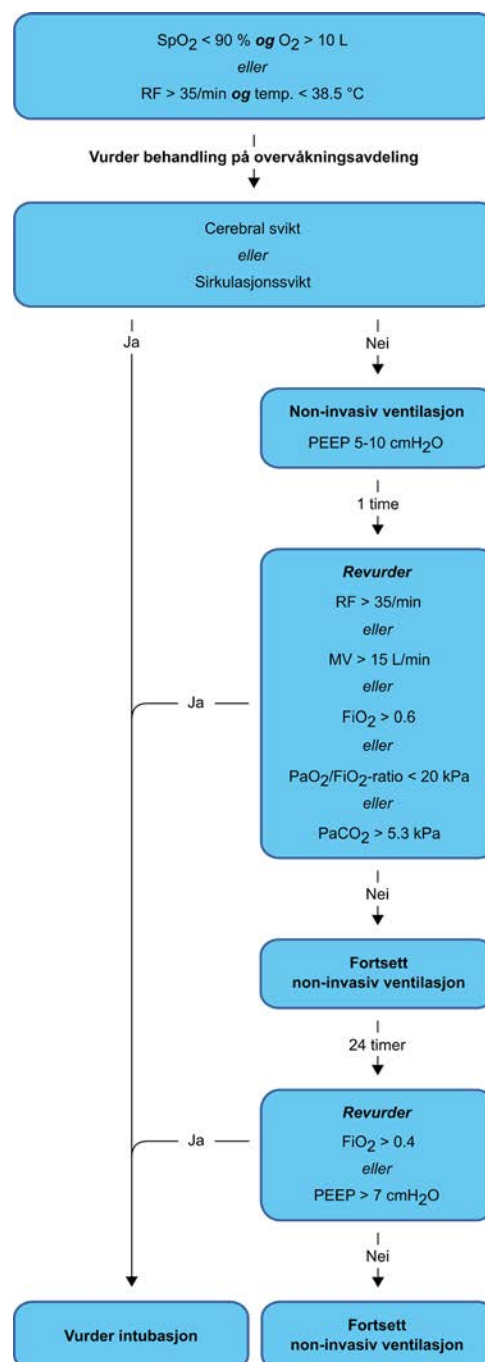 SpO₂ < 90 % og O₂ > 10 L
eller
RF > 35/min og temp. < 38.5 °C
Vurder behandling på overvåkningsavdeling
Cerebral svikt
eller
Sirkulasjonssvikt
Ja
Nei
Non-invasiv ventilasjon
PEEP 5-10 cmH₂O
1 time
Revurder
RF > 35/min
eller
MV > 15 L/min
eller
Ja
FiO₂ > 0.6
eller
PaO₂/FiO₂-ratio < 20 kPa
eller
PaCO₂ > 5.3 kPa
Nei
Fortsett
non-invasiv ventilasjon
24 timer
Revurder
Ja
FiO₂ > 0.4
eller
PEEP > 7 cmH₂O
Nei
Vurder intubasjon
Fortsett
non-invasiv ventilasjon